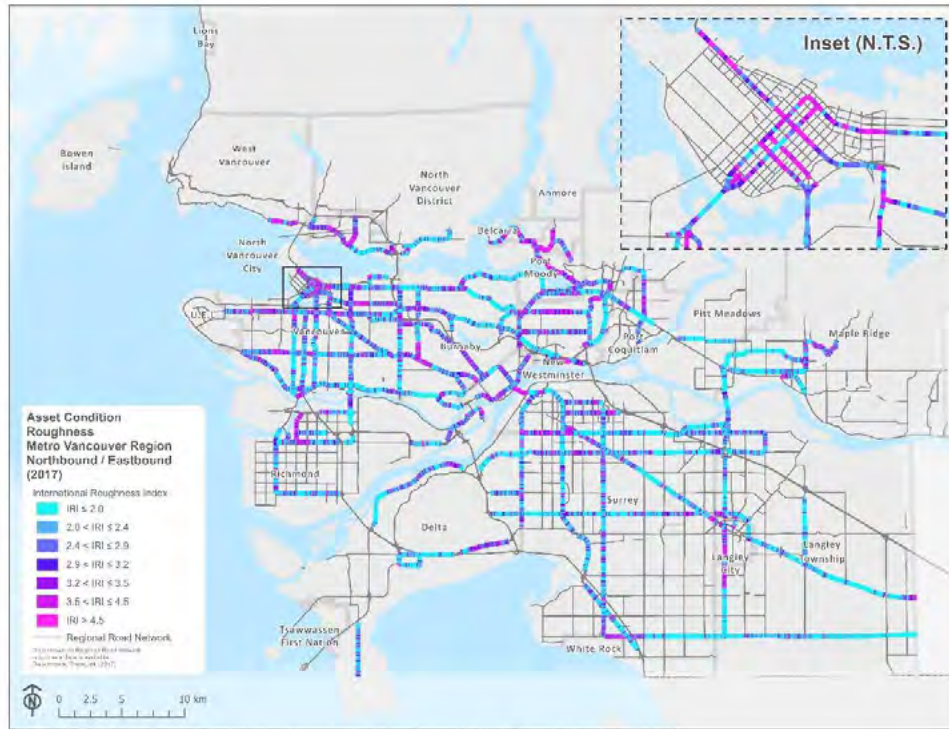 Lions
Bay
Inset (N.T.S.)
Bowen
Island
West
Vancouver
North
Vancouver
District
Anmore
Belcarra
North
Vancouver
City
Port
Moody
U.E.L.
Vancouver
Burnaby
Pitt Meadows
Maple Ridge
Port
Coquitlam
New
Westminster
Asset Condition
Roughness
Metro Vancouver Region
Northbound / Eastbound
(2017)
International Roughness Index
IRI ≤ 2.0
2.0 < IRI ≤ 2.4
2.4 < IRI ≤ 2.9
2.9 < IRI ≤ 3.2
3.2 < IRI ≤ 3.5
3.5 < IRI ≤ 4.5
IRI > 4.5
Regional Road Network
Richmond
Surrey
Delta
Langley
City
Langley
Township
Tsawwassen
First Nation
White Rock
N
0 2.5 5 10 km